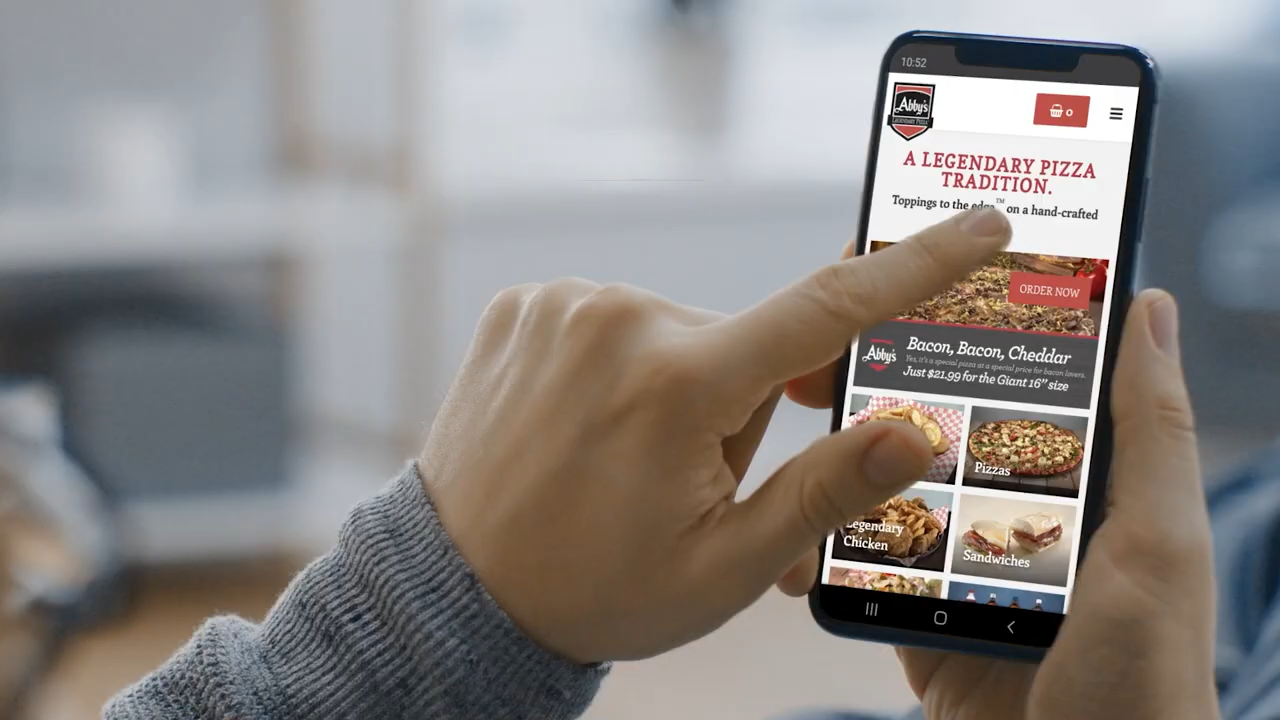 10:52
Abby's
LEGENDARY PIZZA
0
A LEGENDARY PIZZA
TRADITION.
Toppings to the edge™ on a hand-crafted
ORDER NOW
Abby's
Bacon, Bacon, Cheddar
Yes, it's a special pizza at a special price for bacon lovers.
Just $21.99 for the Giant 16" size
Pizzas
Legendary
Chicken
Sandwiches